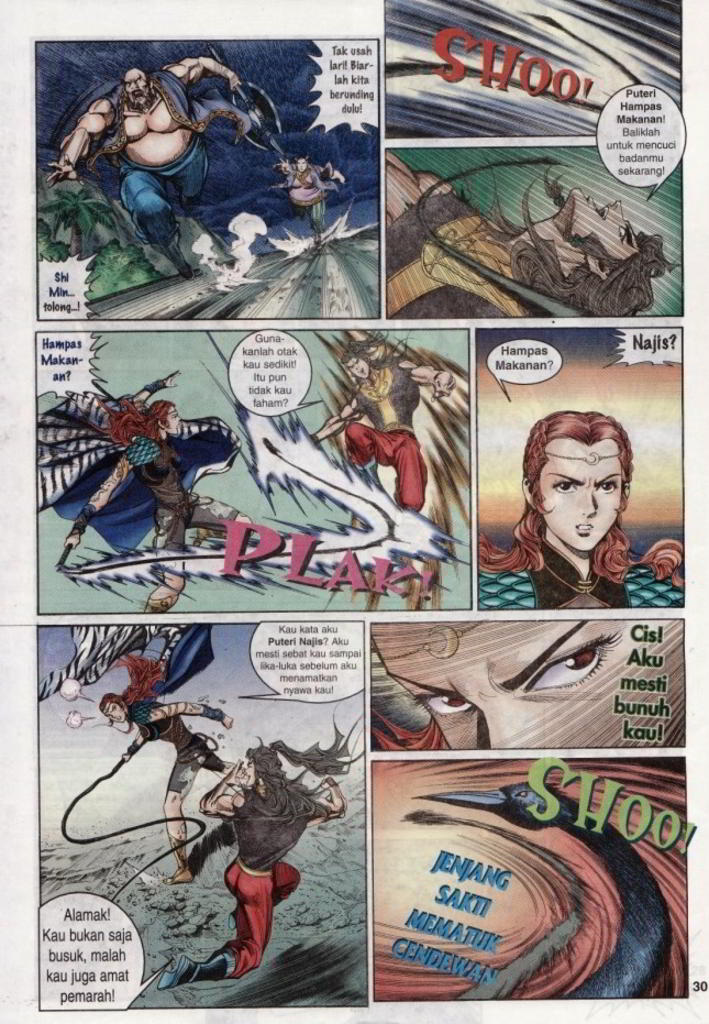 Tak usah
lari! Biar-
lah kita
berunding
dulu!
Shi
Min...
tolong...!
SHOO!
Puteri
Hampas
Makanan!
Baliklah
untuk mencuci
badanmu
sekarang!
Hampas
Makan-
an?
Guna-
kanlah otak
kau sedikit!
Itu pun
tidak kau
faham?
PLAK!
Hampas
Makanan?
Najis?
Kau kata aku
Puteri Najis? Aku
mesti sebat kau sampai
lika-luka sebelum aku
menamatkan
nyawa kau!
Alamak!
Kau bukan saja
busuk, malah
kau juga amat
pemarah!
Cis!
Aku
mesti
bunuh
kau!
SHOO!
JENJANG
SAKTI
MEMATUK
CENDEWAN
30